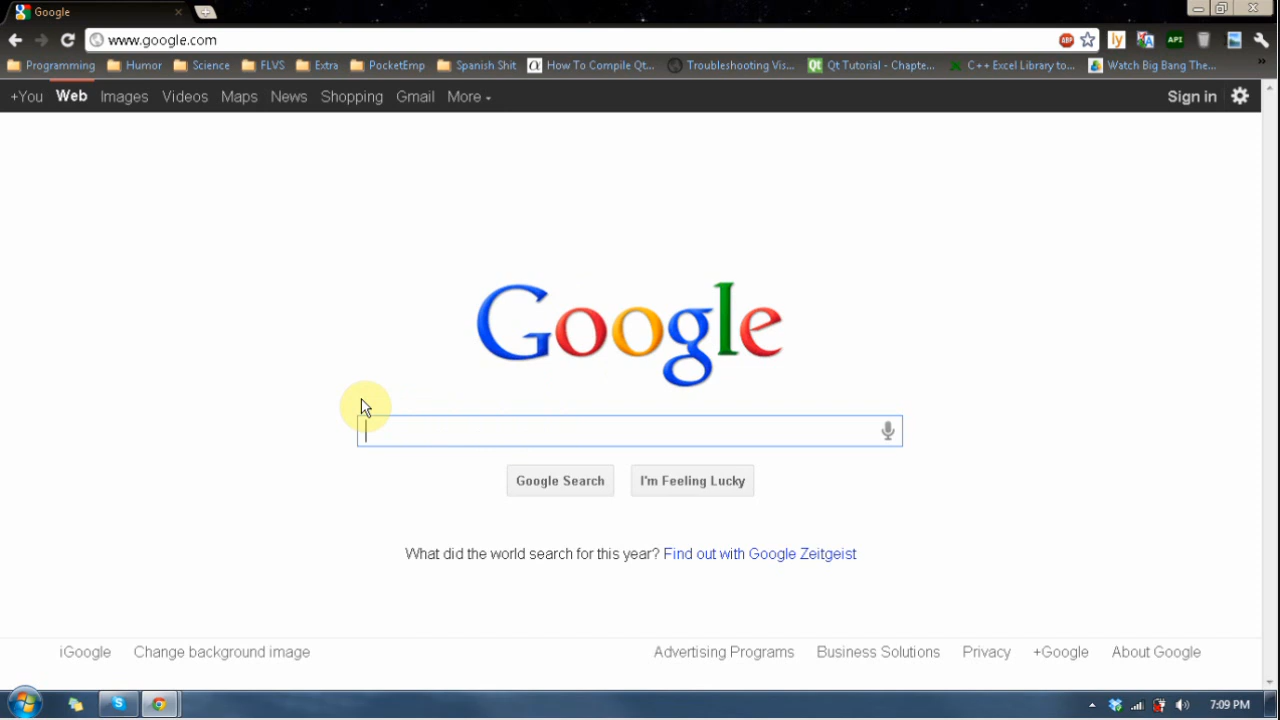 Google
www.google.com
ABP ly API
Programming Humor Science FLVS Extra PocketEmp Spanish Shit How To Compile Qt... Troubleshooting Vis... Qt Tutorial - Chapte... C++ Excel Library to... Watch Big Bang The... »
+You Web Images Videos Maps News Shopping Gmail More Sign in
Google
Google Search I'm Feeling Lucky
What did the world search for this year? Find out with Google Zeitgeist
iGoogle Change background image Advertising Programs Business Solutions Privacy +Google About Google
7:09 PM